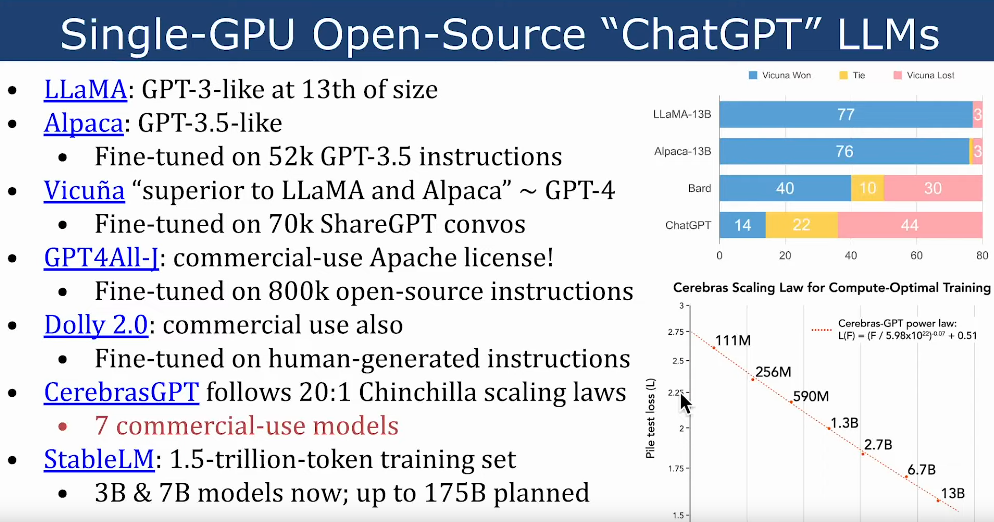 Single-GPU Open-Source “ChatGPT” LLMs
• LLaMA: GPT-3-like at 13th of size
• Alpaca: GPT-3.5-like
• Fine-tuned on 52k GPT-3.5 instructions
• Vicuña “superior to LLaMA and Alpaca” ~ GPT-4
• Fine-tuned on 70k ShareGPT convos
• GPT4All-J: commercial-use Apache license!
• Fine-tuned on 800k open-source instructions
• Dolly 2.0: commercial use also
• Fine-tuned on human-generated instructions
• CerebrasGPT follows 20:1 Chinchilla scaling laws
• 7 commercial-use models
• StableLM: 1.5-trillion-token training set
• 3B & 7B models now; up to 175B planned
Vicuna Won Tie Vicuna Lost
LLaMA-13B 77 3
Alpaca-13B 76 3
Bard 40 10 30
ChatGPT 14 22 44
0 20 40 60 80
Cerebras Scaling Law for Compute-Optimal Training
Cerebras-GPT power law:
L(F) = (F / 5.98x10²²)^-0.07 + 0.51
Pile test loss (L)
3
2.75
2.5
2.25
2
1.75
1.5
111M
256M
590M
1.3B
2.7B
6.7B
13B